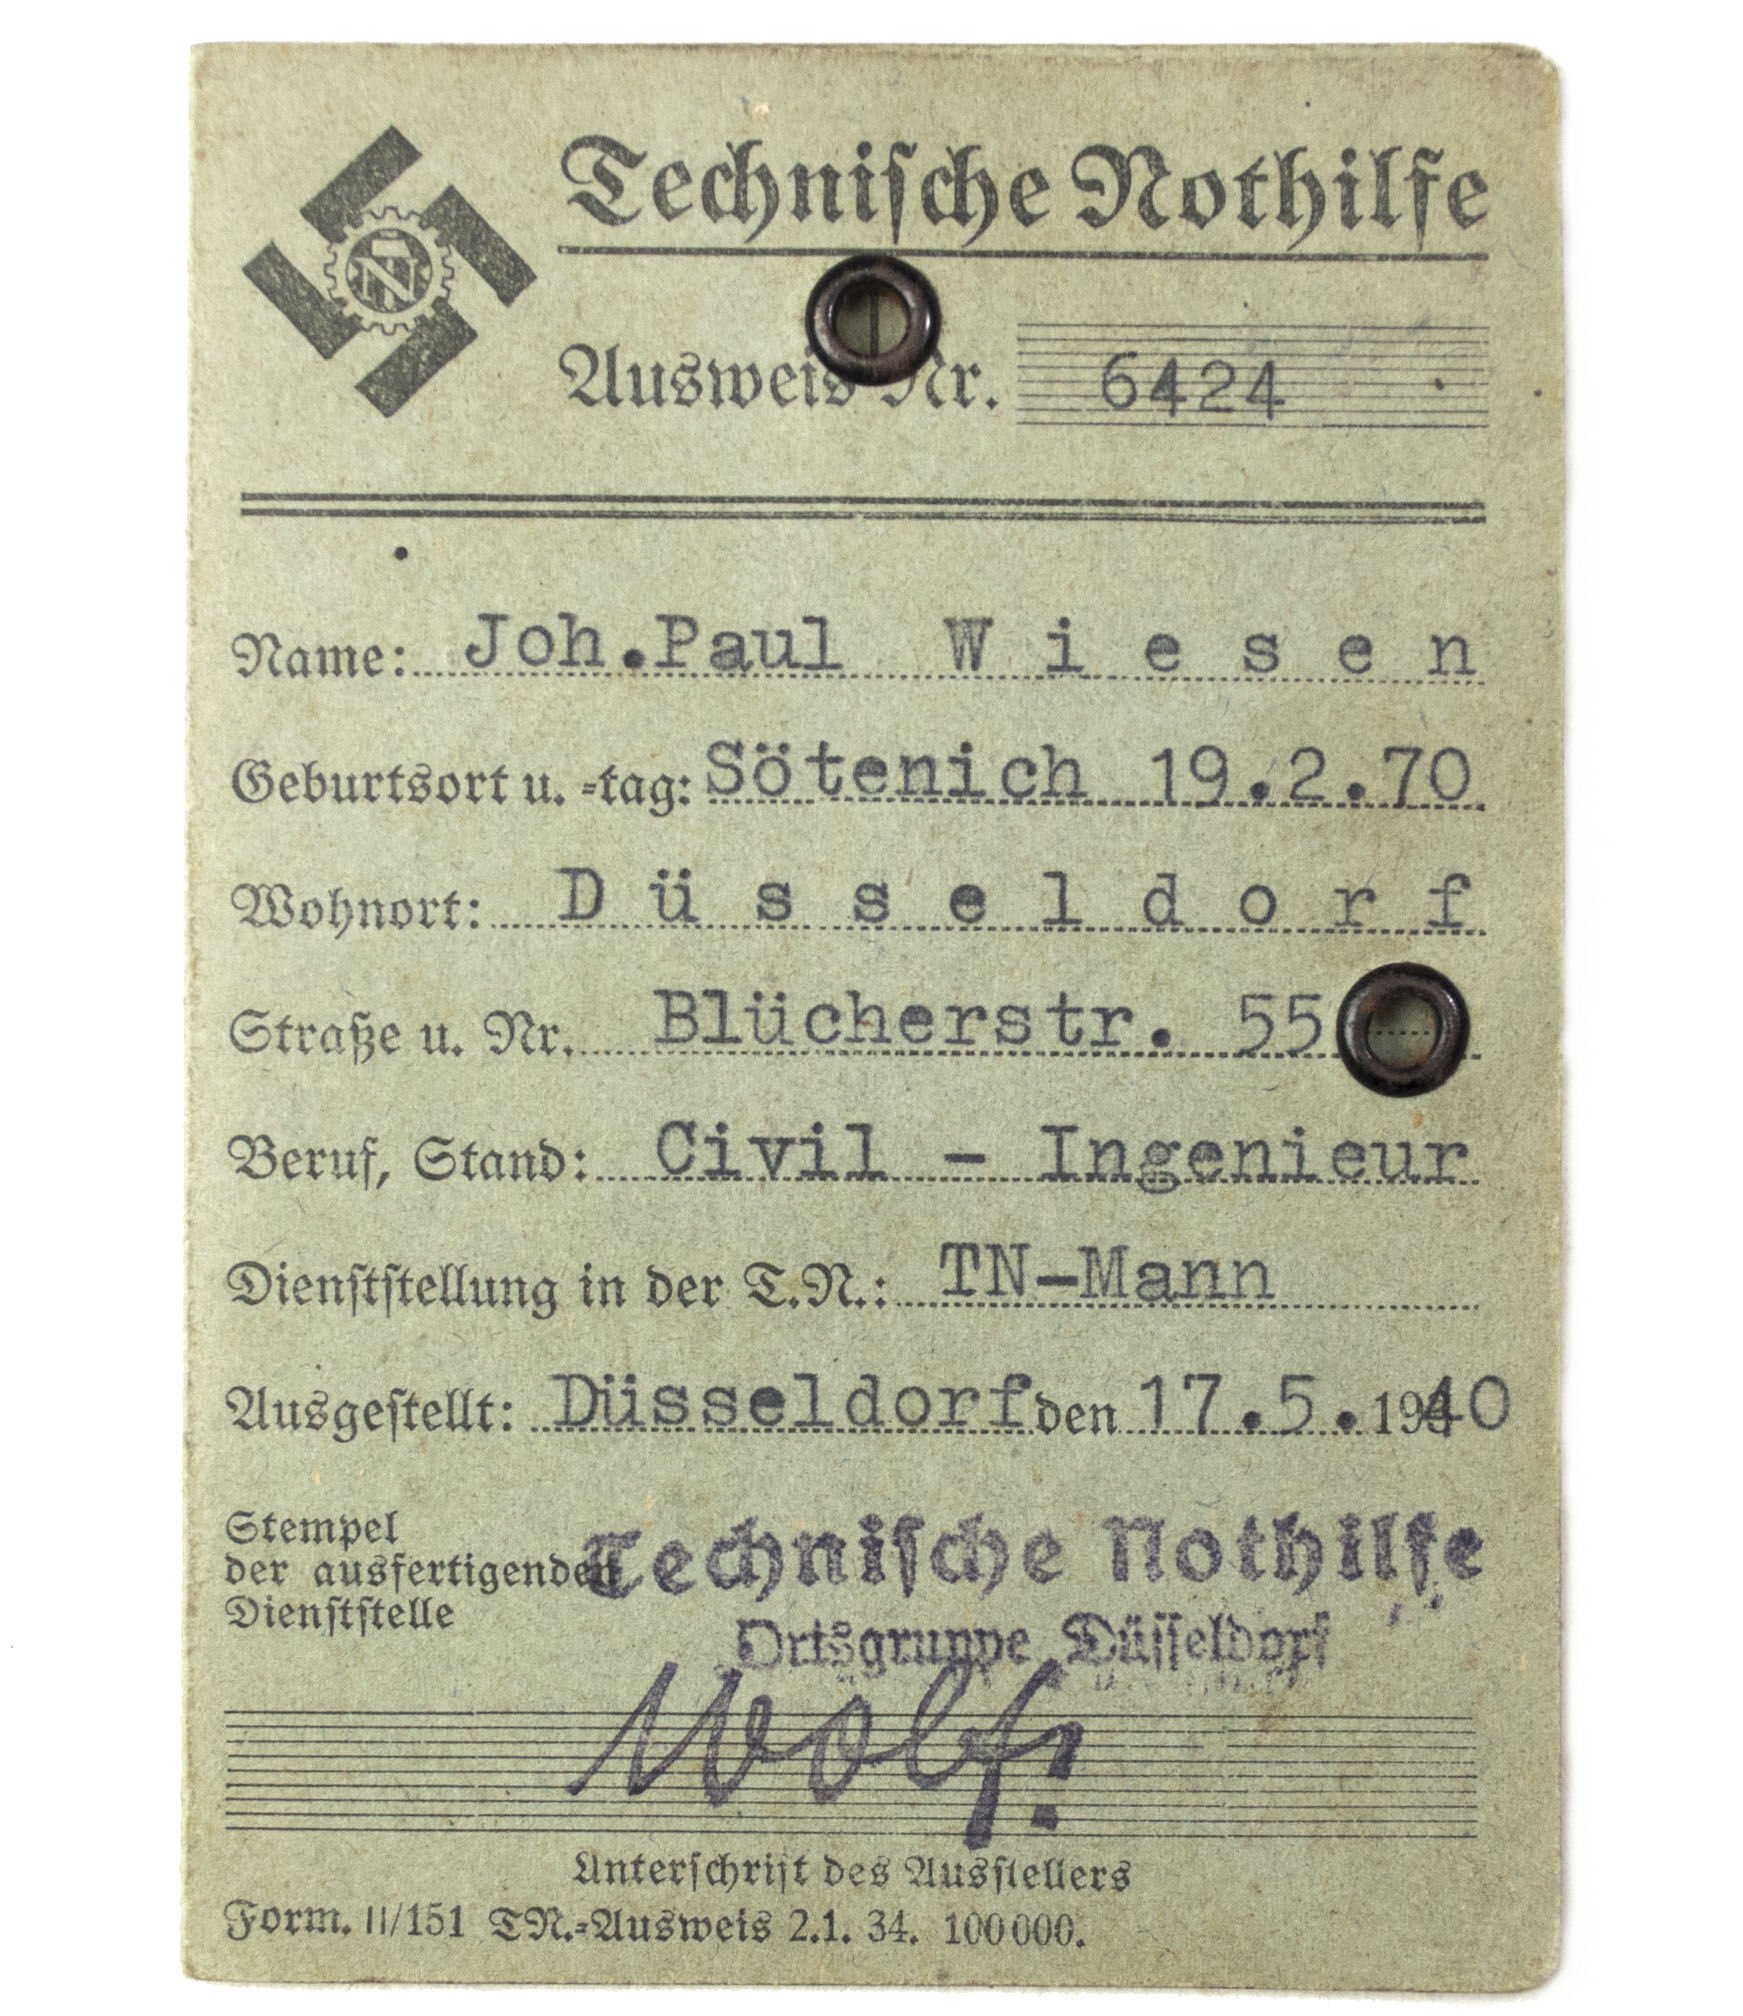 Technische Nothilfe
TN
Ausweis Nr. 6424
Name: Joh.Paul W i e s e n
Geburtsort u. =tag: Sötenich 19.2.70
Wohnort: D ü s s e l d o r f
Straße u. Nr. Blücherstr. 55
Beruf, Stand: Civil - Ingenieur
Dienststellung in der T.N.: TN-Mann
Ausgestellt: Düsseldorf den 17.5.1940
Stempel
der ausfertigenden
Dienststelle
Technische Nothilfe
Ortsgruppe Düsseldorf
Wolf
Unterschrift des Ausstellers
Form. II/151 TN.=Ausweis 2.1. 34. 100000.